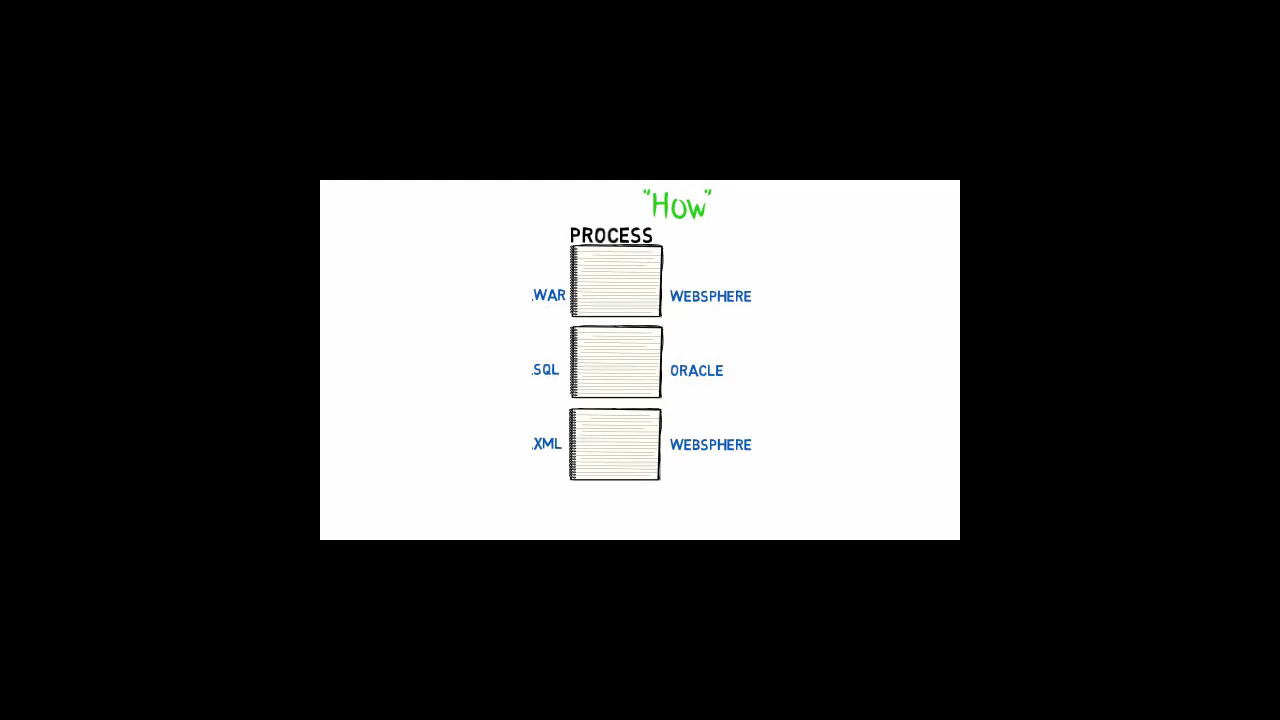 "How"
PROCESS
.WAR WEBSPHERE
.SQL ORACLE
.XML WEBSPHERE